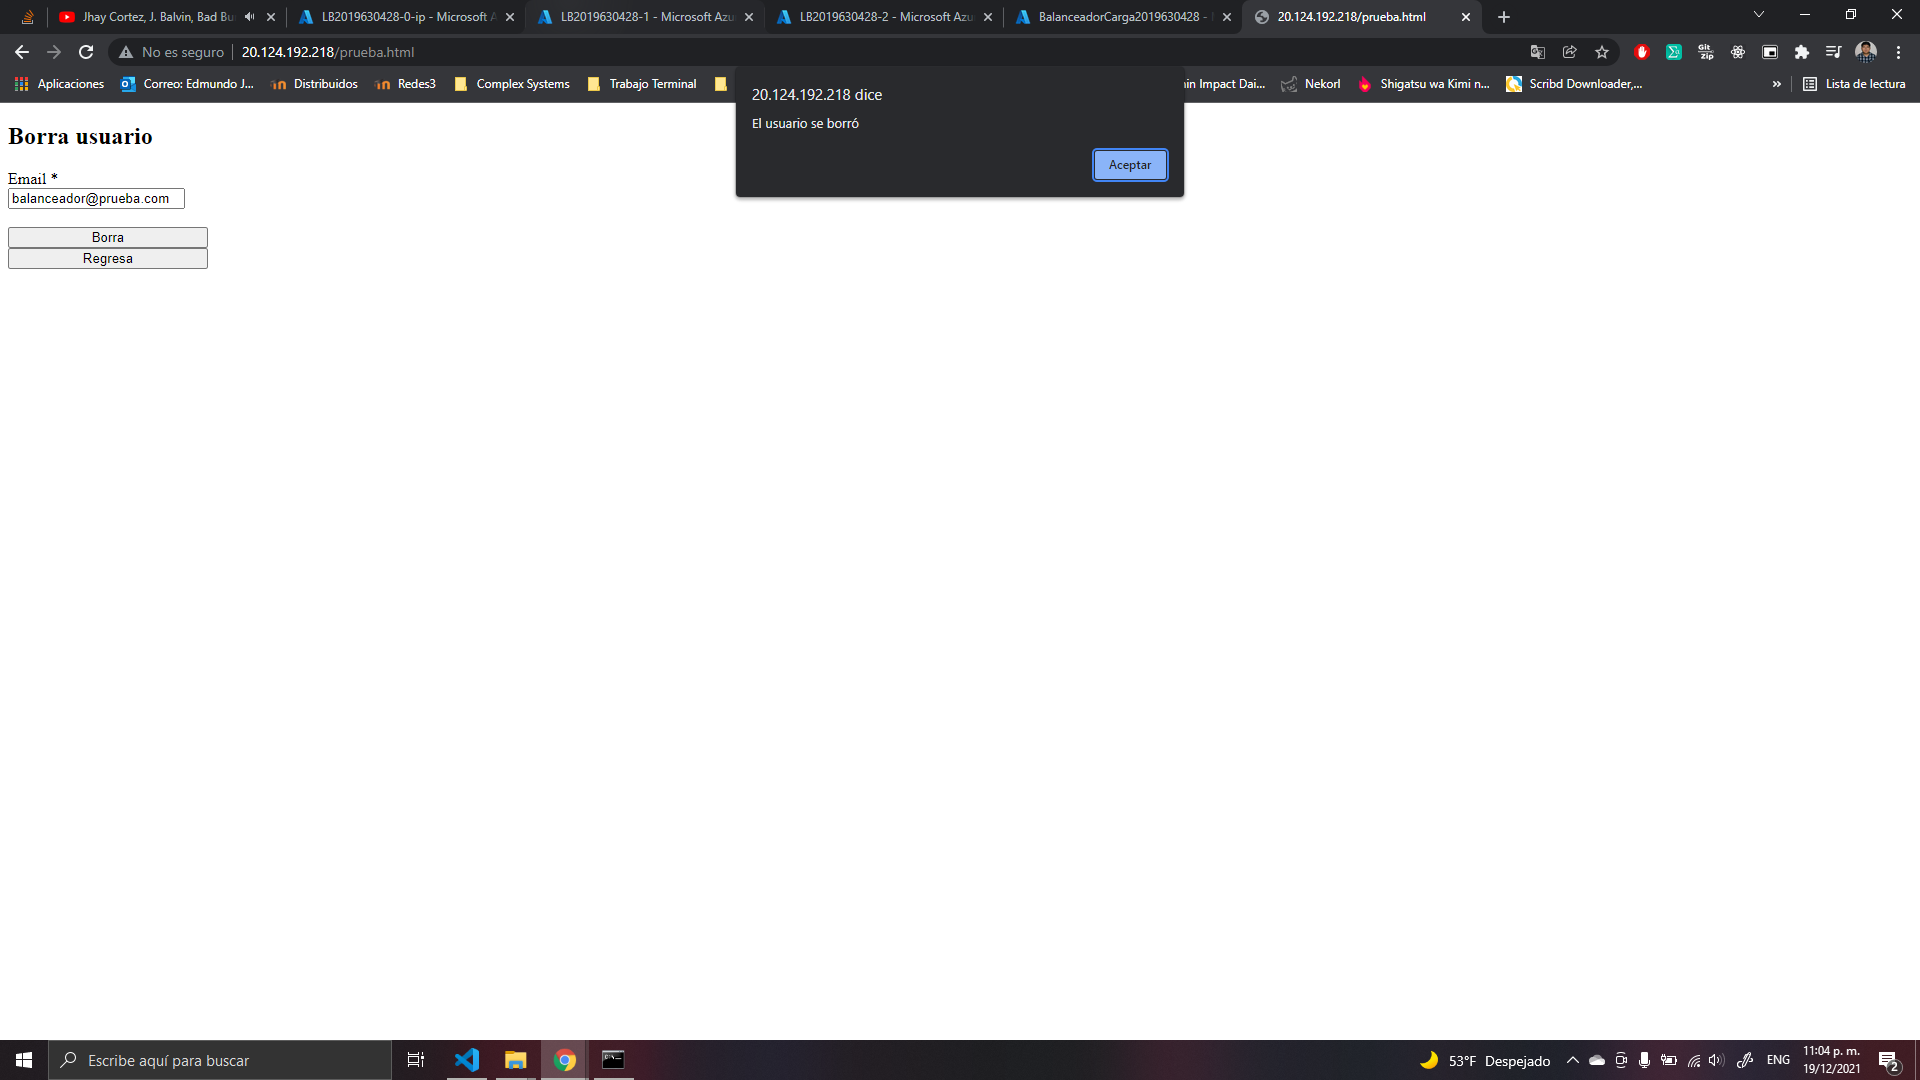 Jhay Cortez, J. Balvin, Bad Bu
LB2019630428-0-ip - Microsoft A
LB2019630428-1 - Microsoft Azu
LB2019630428-2 - Microsoft Azu
BalanceadorCarga2019630428 -
20.124.192.218/prueba.html
No es seguro
20.124.192.218/prueba.html
Git zip
Aplicaciones
Correo: Edmundo J...
Distribuidos
Redes3
Complex Systems
Trabajo Terminal
in Impact Dai...
Nekorl
Shigatsu wa Kimi n...
Scribd Downloader,...
»
Lista de lectura
20.124.192.218 dice
El usuario se borró
Aceptar
Borra usuario
Email *
balanceador@prueba.com
Borra
Regresa
Escribe aquí para buscar
53°F Despejado
ENG
11:04 p. m.
19/12/2021
2